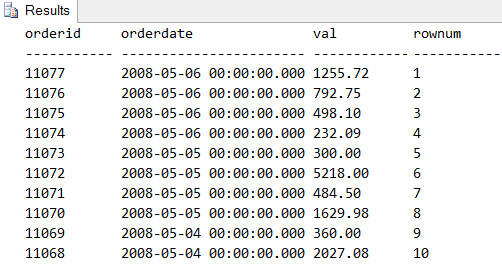 Results
orderid orderdate val rownum
----------- ----------------------- ---------- -----------
11077 2008-05-06 00:00:00.000 1255.72 1
11076 2008-05-06 00:00:00.000 792.75 2
11075 2008-05-06 00:00:00.000 498.10 3
11074 2008-05-06 00:00:00.000 232.09 4
11073 2008-05-05 00:00:00.000 300.00 5
11072 2008-05-05 00:00:00.000 5218.00 6
11071 2008-05-05 00:00:00.000 484.50 7
11070 2008-05-05 00:00:00.000 1629.98 8
11069 2008-05-04 00:00:00.000 360.00 9
11068 2008-05-04 00:00:00.000 2027.08 10